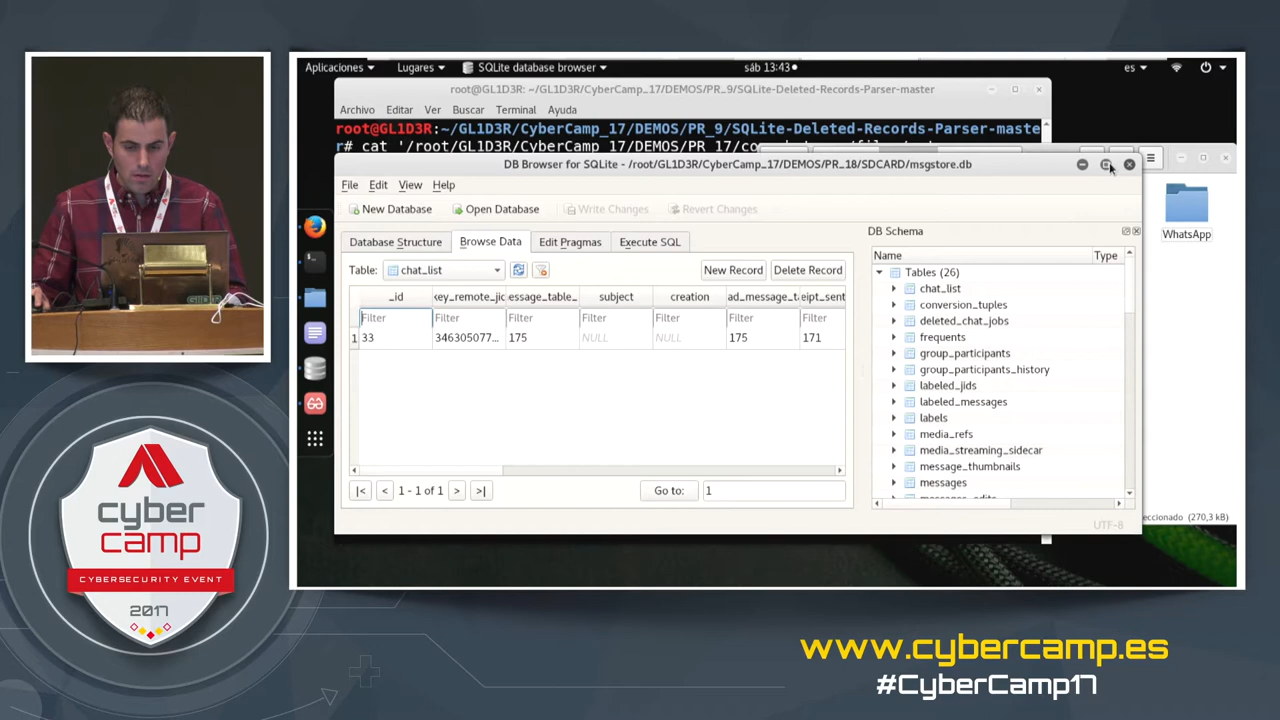 Aplicaciones Lugares SQLite database browser sáb 13:43 es
root@GL1D3R: ~/GL1D3R/CyberCamp_17/DEMOS/PR_9/SQLite-Deleted-Records-Parser-master
Archivo Editar Ver Buscar Terminal Ayuda
root@GL1D3R:~/GL1D3R/CyberCamp_17/DEMOS/PR_9/SQLite-Deleted-Records-Parser-maste
r# cat '/root/GL1D3R/CyberCamp_17/DEMOS/PR_17/
DB Browser for SQLite - /root/GL1D3R/CyberCamp_17/DEMOS/PR_18/SDCARD/msgstore.db
File Edit View Help
New Database Open Database Write Changes Revert Changes
Database Structure Browse Data Edit Pragmas Execute SQL
Table: chat_list New Record Delete Record
_id key_remote_jid essage_table_ subject creation ad_message_ta eipt_sent
Filter Filter Filter Filter Filter Filter Filter
1 33 346305077... 175 NULL NULL 175 171
|< < 1 - 1 of 1 > >| Go to: 1
DB Schema
Name Type
Tables (26)
chat_list
conversion_tuples
deleted_chat_jobs
frequents
group_participants
group_participants_history
labeled_jids
labeled_messages
labels
media_refs
media_streaming_sidecar
message_thumbnails
messages
messages_edits
UTF-8
WhatsApp
eccionado (270,3 kB)
cyber
camp
CYBERSECURITY EVENT
2017
www.cybercamp.es
#CyberCamp17